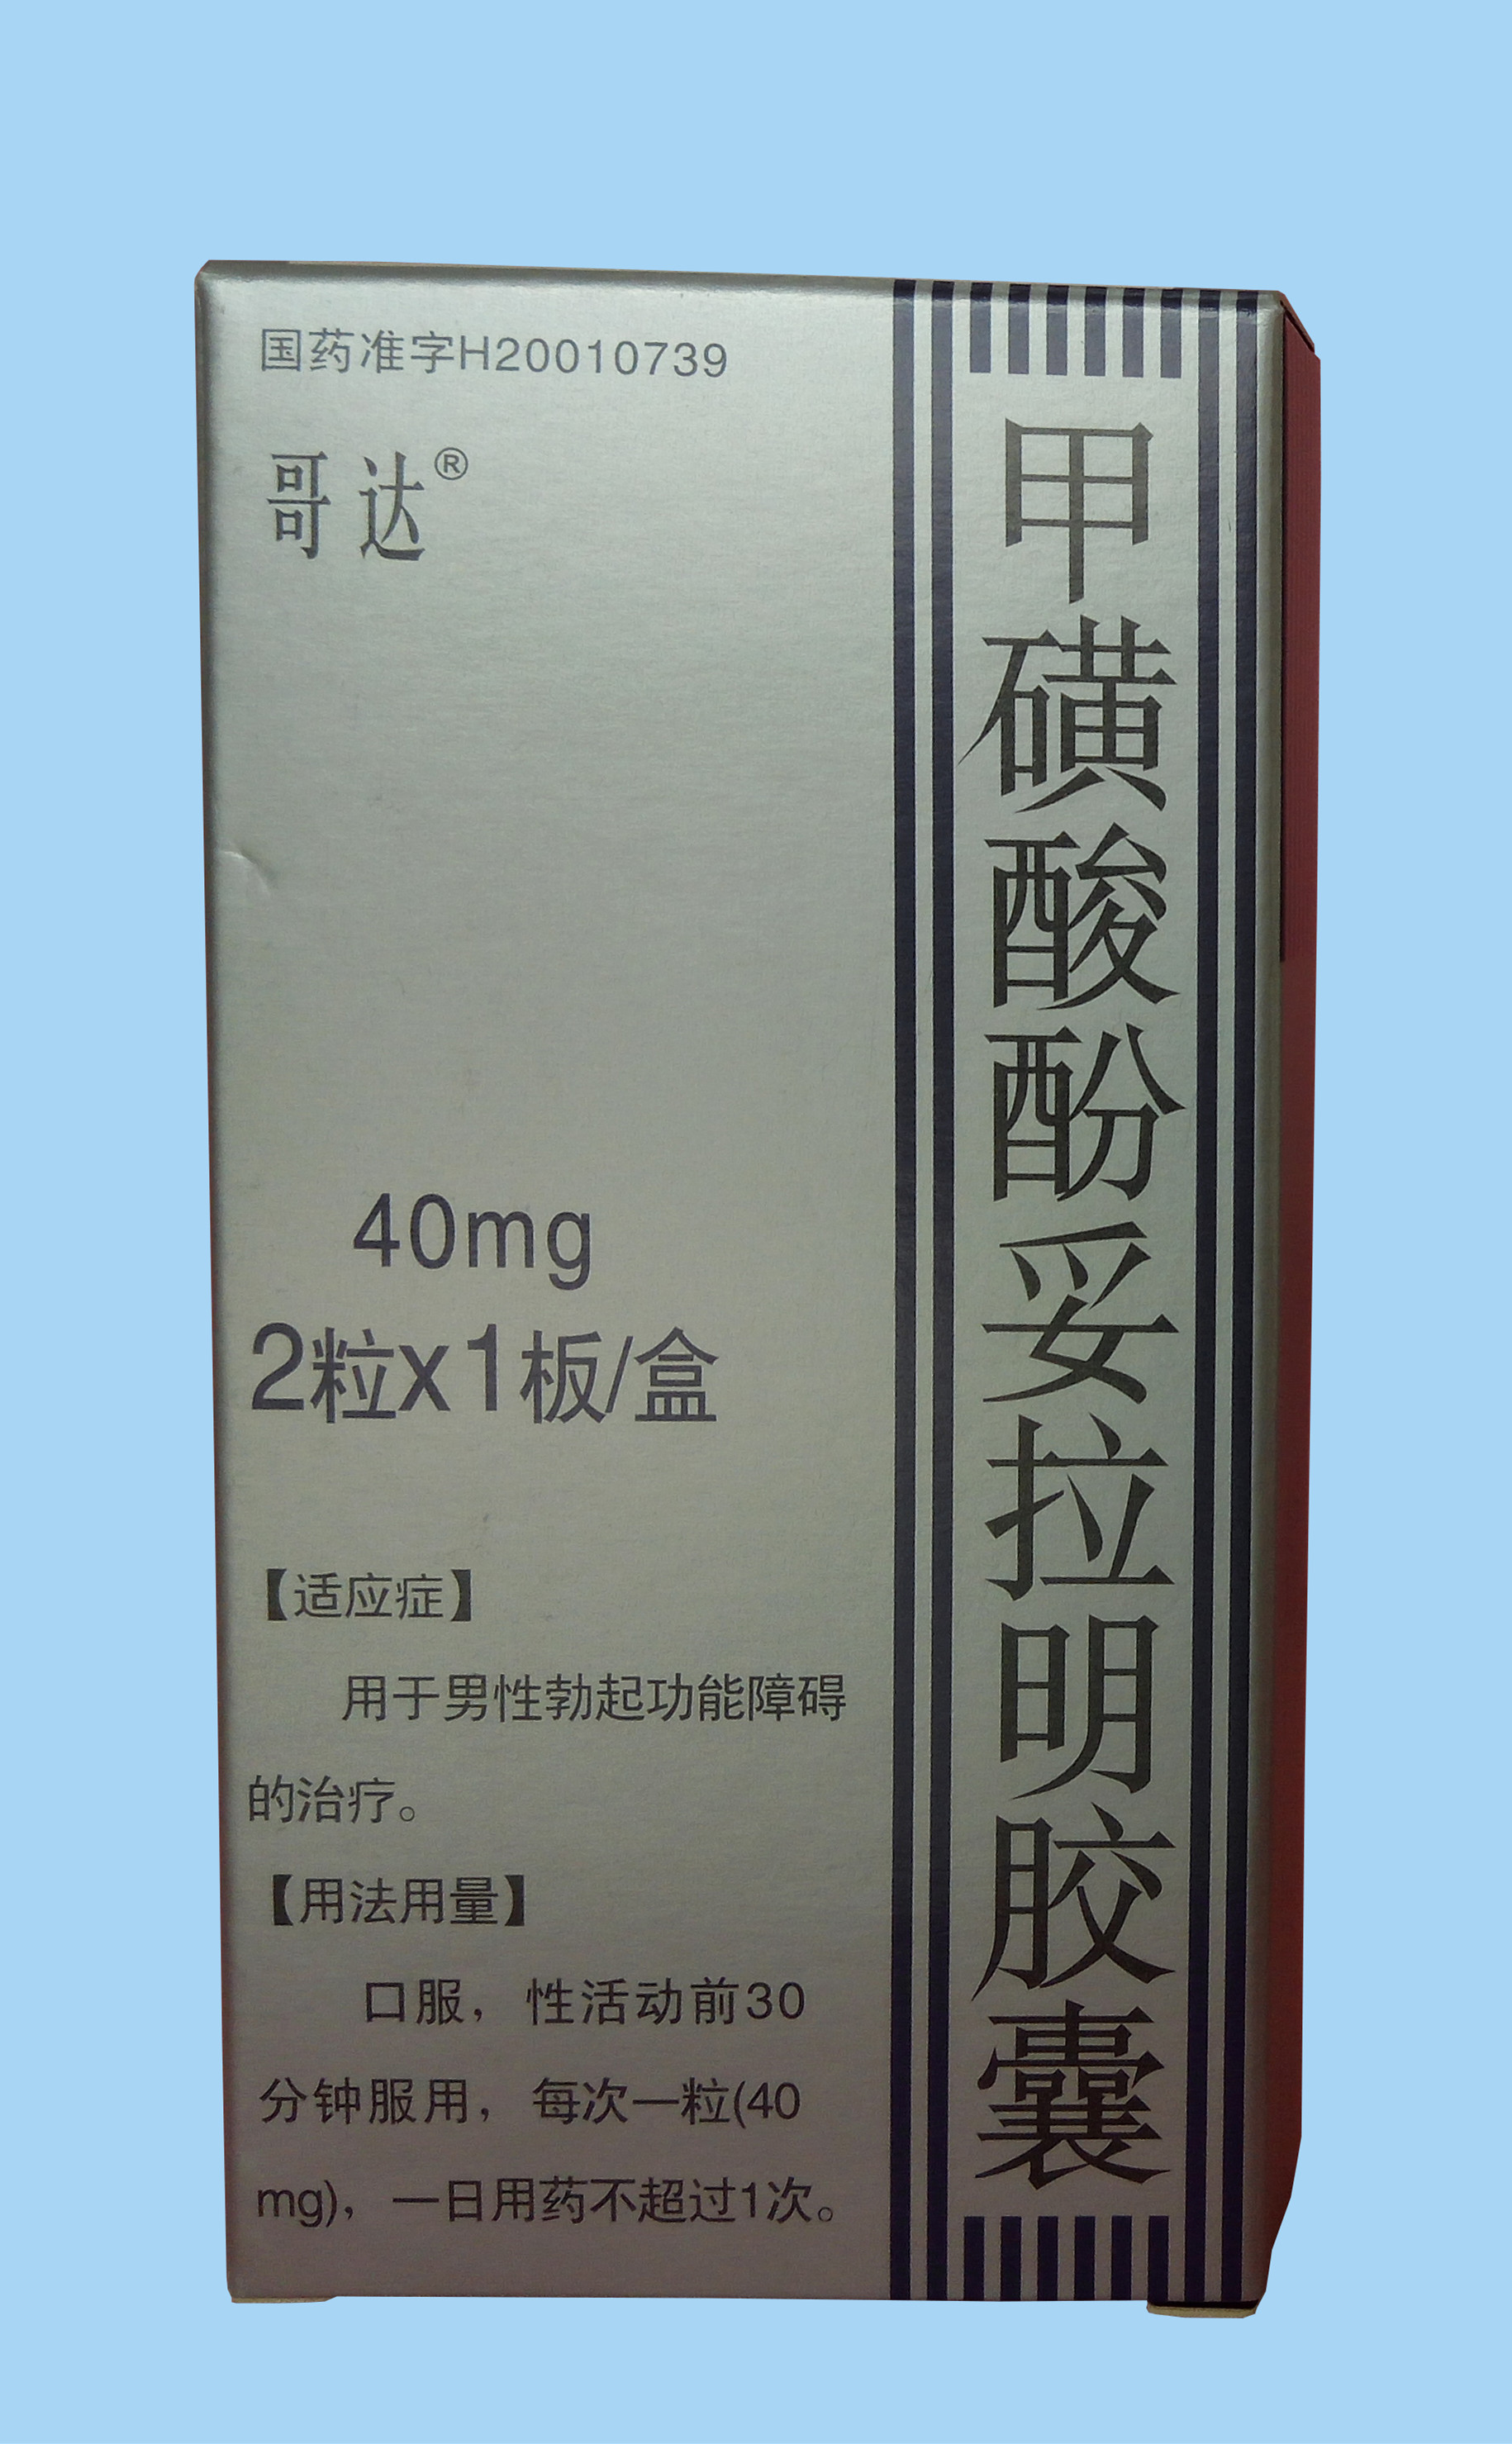 国药准字H20010739
哥达®
甲磺酸酚妥拉明胶囊
40mg
2粒x1板/盒
【适应症】
用于男性勃起功能障碍
的治疗。
【用法用量】
口服，性活动前30
分钟服用，每次一粒(40
mg)，一日用药不超过1次。